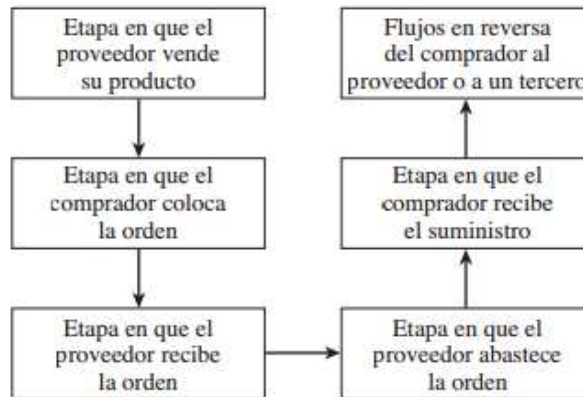 Etapa en que el
proveedor vende
su producto
Etapa en que el
comprador coloca
la orden
Etapa en que el
proveedor recibe
la orden
Etapa en que el
proveedor abastece
la orden
Etapa en que el
comprador recibe
el suministro
Flujos en reversa
del comprador al
proveedor o a un tercero